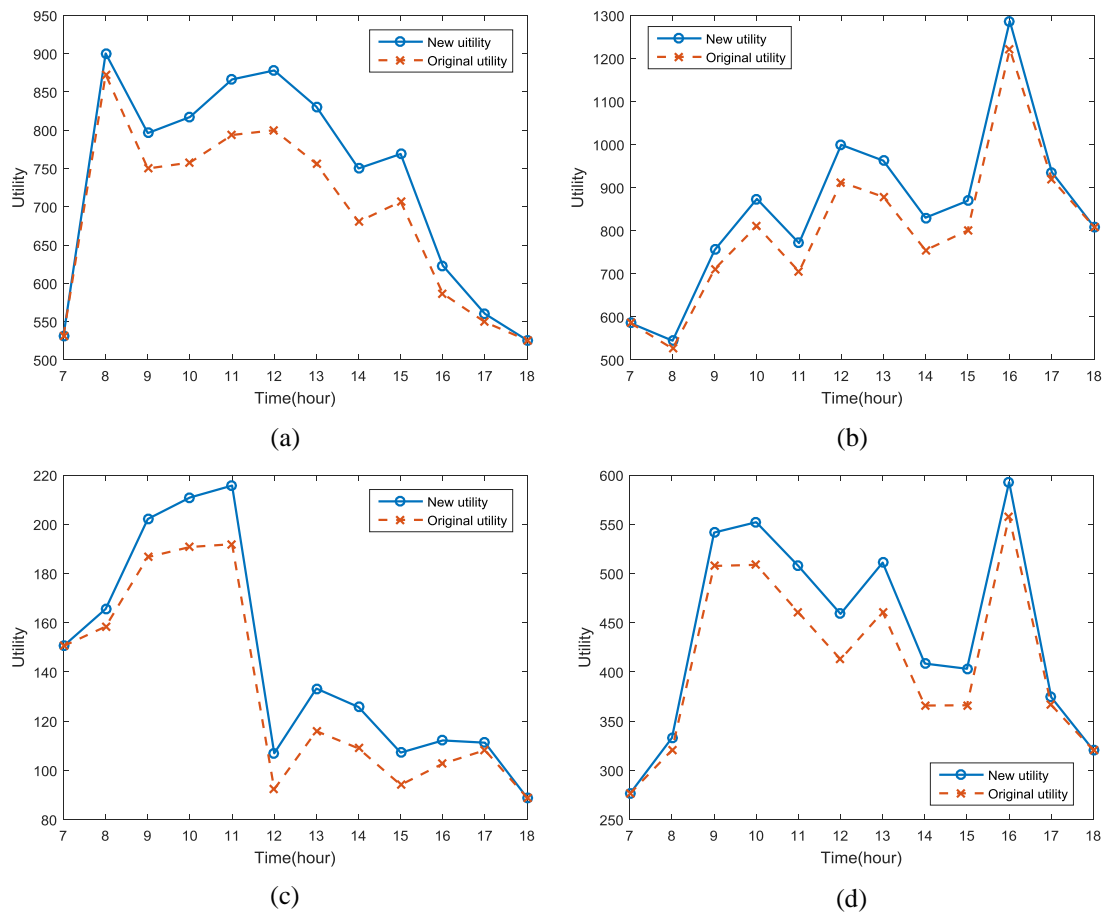 950
900
850
800
750
700
650
600
550
500
Utility
7 8 9 10 11 12 13 14 15 16 17 18
Time(hour)
New uitility
Original utility
(a)
1300
1200
1100
1000
900
800
700
600
500
Utility
7 8 9 10 11 12 13 14 15 16 17 18
Time(hour)
New utility
Original utility
(b)
220
200
180
160
140
120
100
80
Utility
7 8 9 10 11 12 13 14 15 16 17 18
Time(hour)
New utility
Original utility
(c)
600
550
500
450
400
350
300
250
Utility
7 8 9 10 11 12 13 14 15 16 17 18
Time(hour)
New utility
Original utility
(d)